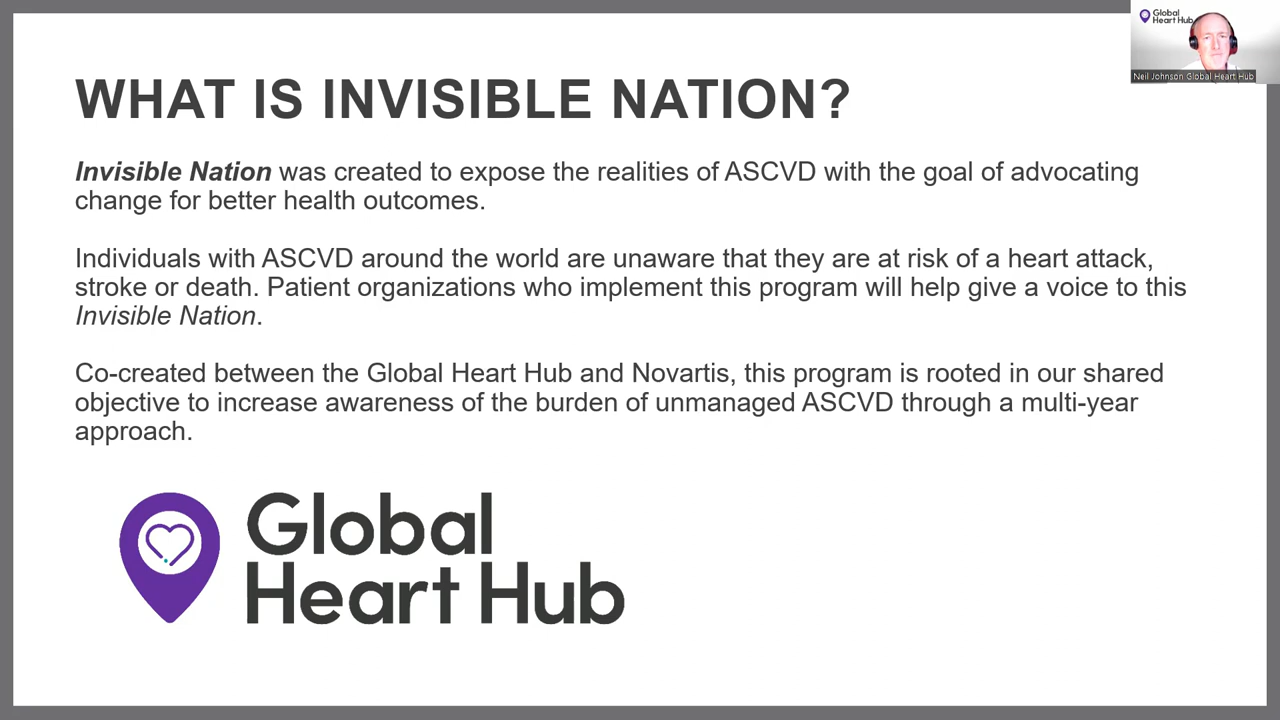 Global
Heart Hub
Neil Johnson Global Heart Hub
WHAT IS INVISIBLE NATION?
Invisible Nation was created to expose the realities of ASCVD with the goal of advocating
change for better health outcomes.
Individuals with ASCVD around the world are unaware that they are at risk of a heart attack,
stroke or death. Patient organizations who implement this program will help give a voice to this
Invisible Nation.
Co-created between the Global Heart Hub and Novartis, this program is rooted in our shared
objective to increase awareness of the burden of unmanaged ASCVD through a multi-year
approach.
Global
Heart Hub